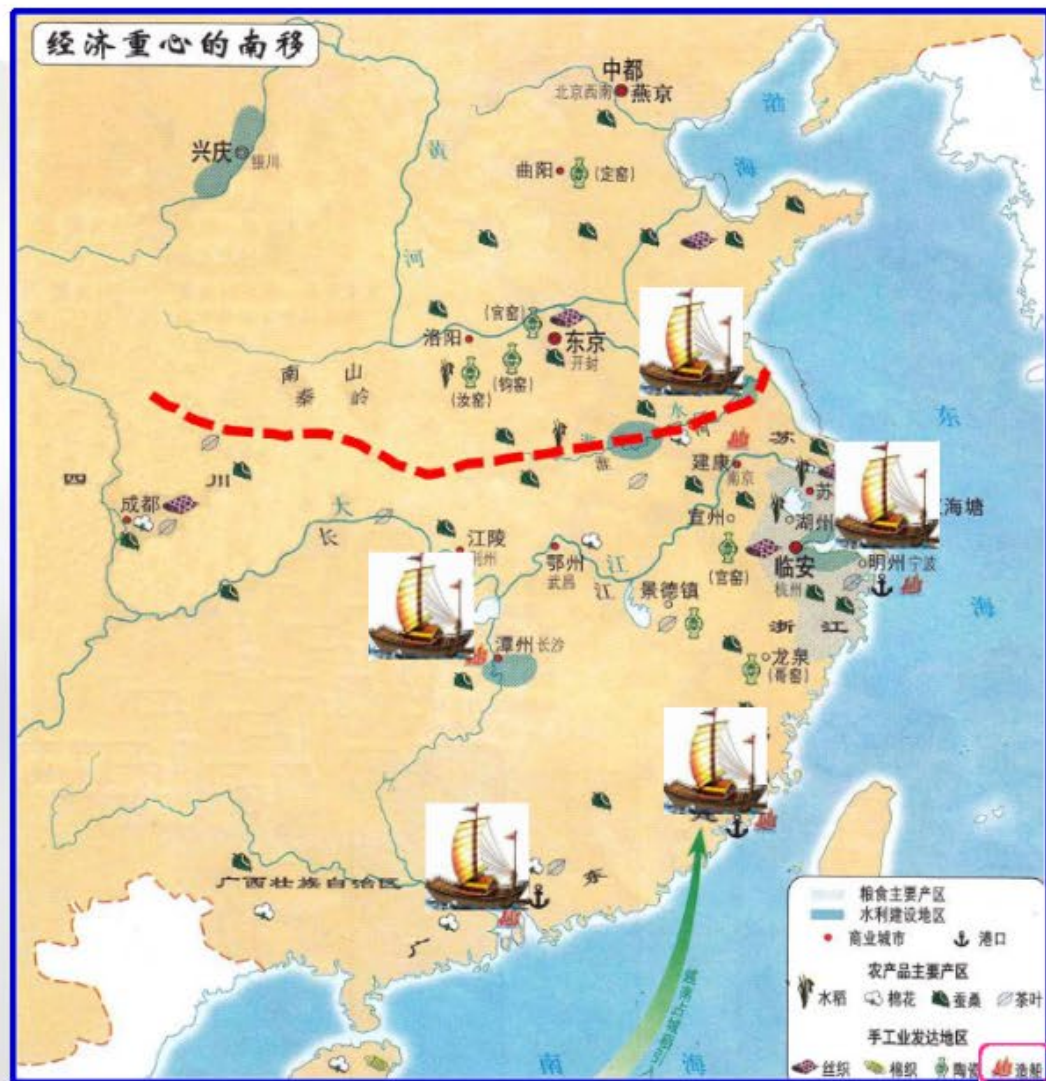 经济重心的南移
中都
北京西南 燕京
渤
海
兴庆 银川
黄
河
曲阳 (定窑)
(官窑)
洛阳
东京
开封
(钧窑)
(汝窑)
南 山
秦 岭
淮
水
河
淮
苏
东
海
四 川
成都
大
长
江
江
江陵
荆州
鄂州
武昌
建康
南京
宣州
苏
湖州
海塘
临安
杭州
明州 宁波
(官窑)
景德镇
浙 江
潭州 长沙
龙泉
(哥窑)
广西壮族自治区
东
南 海
粮食主要产区
水利建设地区
商业城市 港口
农产品主要产区
水稻 棉花 蚕桑 茶叶
手工业发达地区
丝织 棉织 陶瓷 造船